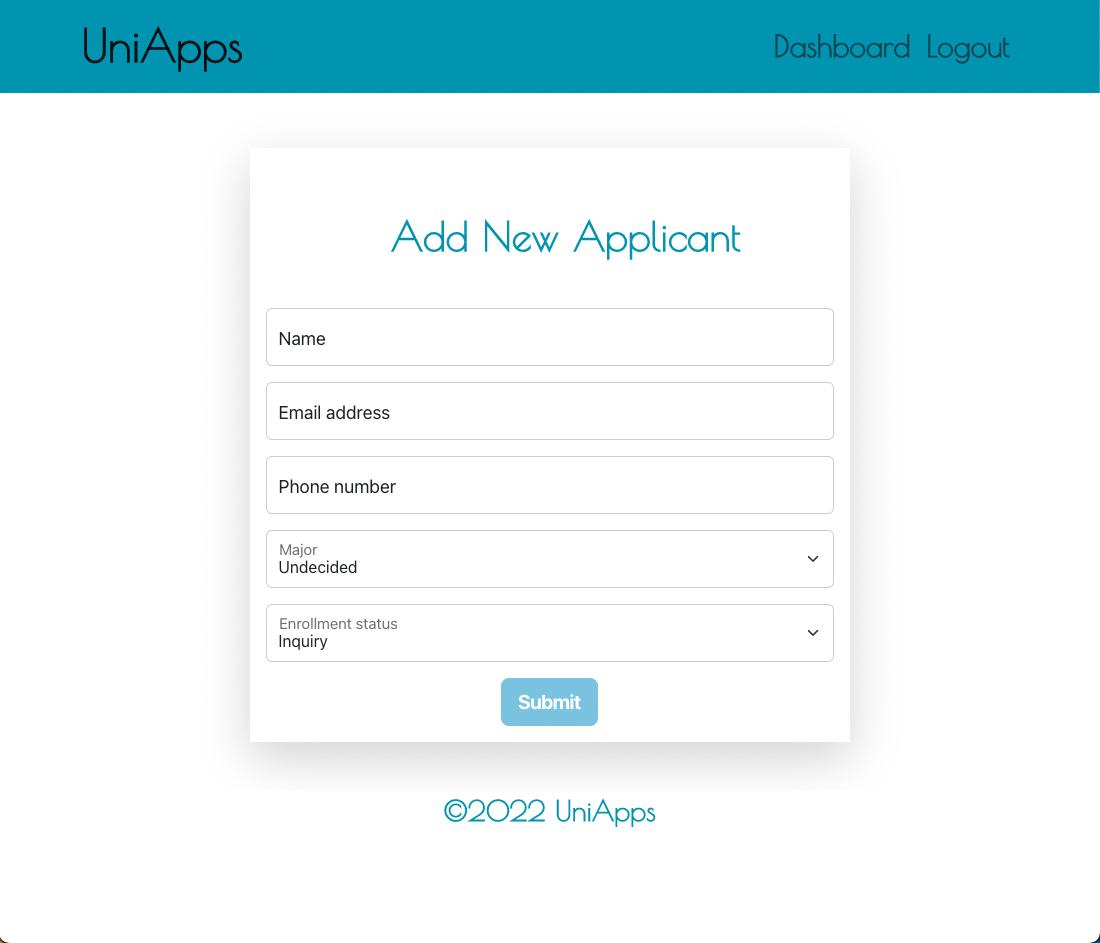 UniApps
Dashboard Logout
Add New Applicant
Name
Email address
Phone number
Major
Undecided
Enrollment status
Inquiry
Submit
©2022 UniApps